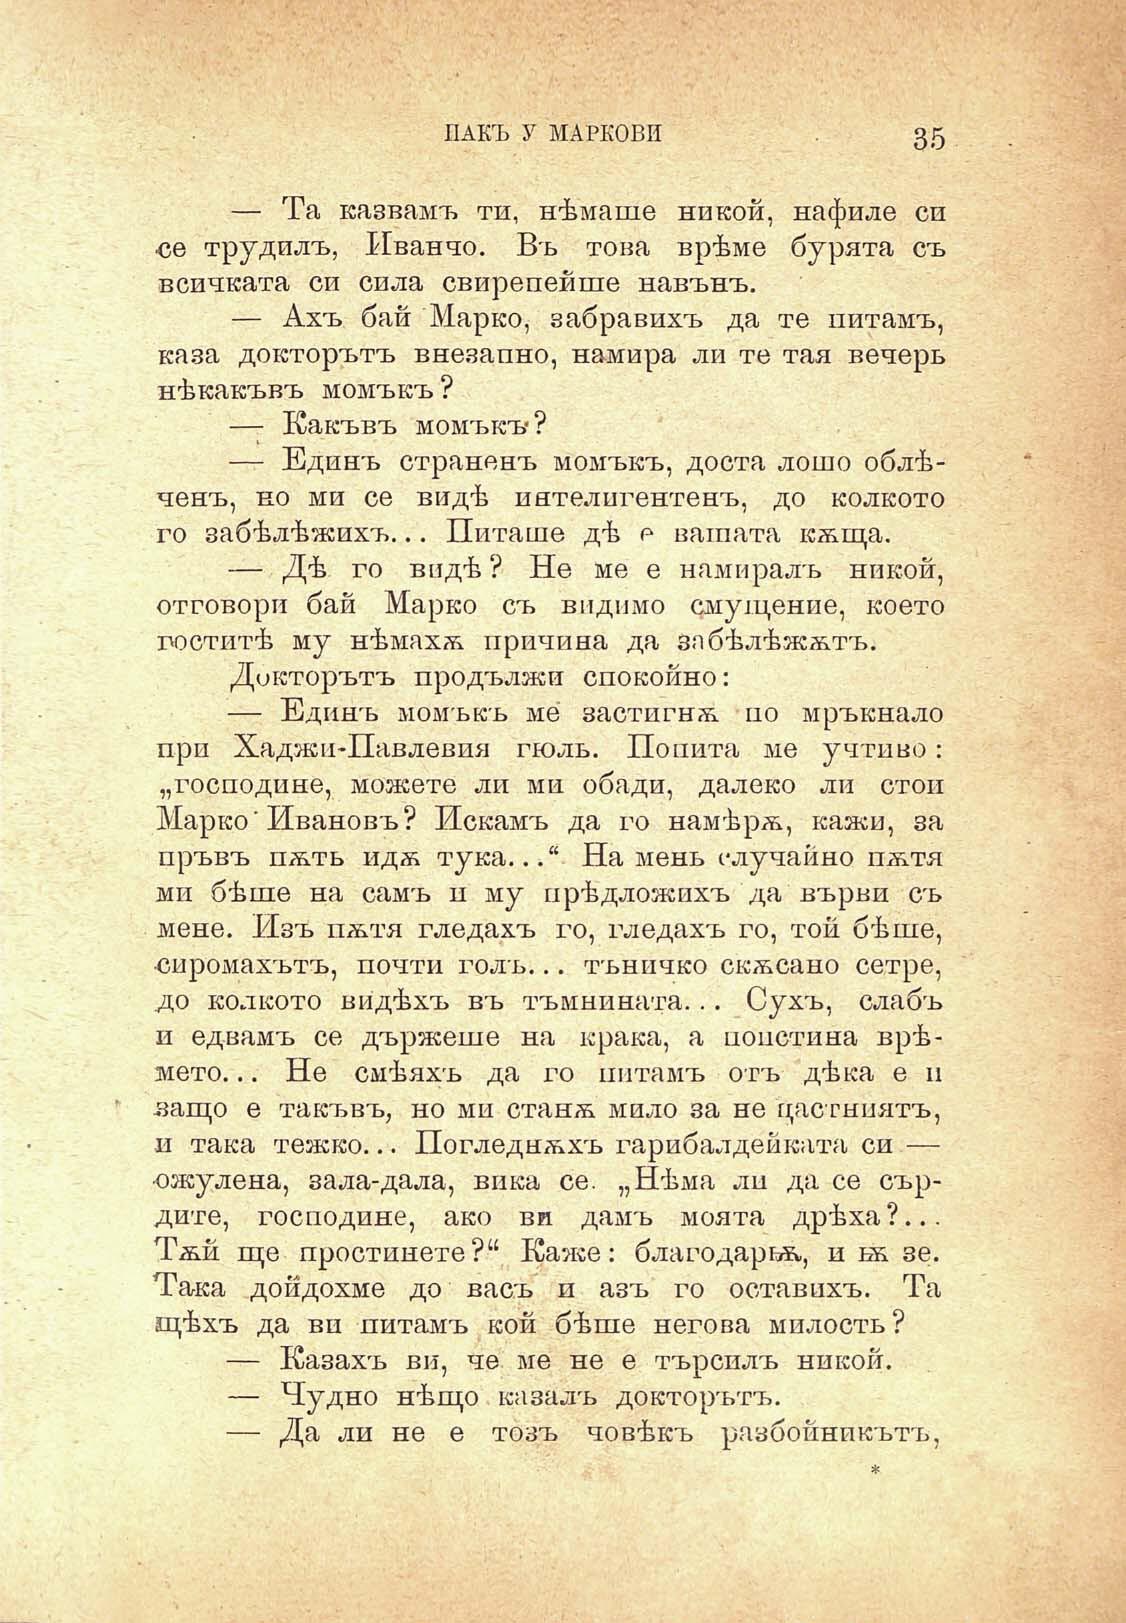 ПАКЪ У МАРКОВИ 35
— Та казвамъ ти, нѣмаше никой, нафиле си
се трудилъ, Иванчо. Въ това врѣме бурята съ
всичката си сила свирепейше навънъ.
— Ахъ бай Марко, забравихъ да те питамъ,
каза докторътъ внезапно, намира ли те тая вечерь
нѣкакъвъ момъкъ?
— Какъвъ момъкъ?
— Единъ страненъ момъкъ, доста лошо облѣ-
ченъ, но ми се видѣ интелигентенъ, до колкото
го забѣлѣжихъ... Питаше дѣ е вашата кѫща.
— Дѣ го видѣ? Не ме е намиралъ никой,
отговори бай Марко съ видимо смущение, което
гоститѣ му нѣмахѫ причина да забѣлѣжѫтъ.
Докторътъ продължи спокойно:
— Единъ момъкъ ме застигнѫ по мръкнало
при Хаджи-Павлевия гюль. Попита ме учтиво:
„господине, можете ли ми обади, далеко ли стои
Марко Ивановъ? Искамъ да го намѣрѫ, кажи, за
пръвъ пѫть идѫ тука...“ На мень случайно пѫтя
ми бѣше на самъ и му прѣдложихъ да върви съ
мене. Изъ пѫтя гледахъ го, гледахъ го, той бѣше,
сиромахътъ, почти голъ... тъничко скѫсано сетре,
до колкото видѣхъ въ тъмнината... Сухъ, слабъ
и едвамъ се държеше на крака, а поистина врѣ-
мето... Не смѣяхъ да го питамъ отъ дѣка е и
защо е такъвъ, но ми станѫ мило за не щастниятъ,
и така тежко... Погледнѫхъ гарибалдейката си —
ожулена, зала-дала, вика се. „Нѣма ли да се сър-
дите, господине, ако ви дамъ моята дрѣха?...
Тѫй ще простинете?“ Каже: благодарѭ, и ѭ зе.
Така дойдохме до васъ и азъ го оставихъ. Та
щѣхъ да ви питамъ кой бѣше негова милость?
— Казахъ ви, че ме не е търсилъ никой.
— Чудно нѣщо казалъ докторътъ.
— Да ли не е тозъ човѣкъ разбойникътъ,
*